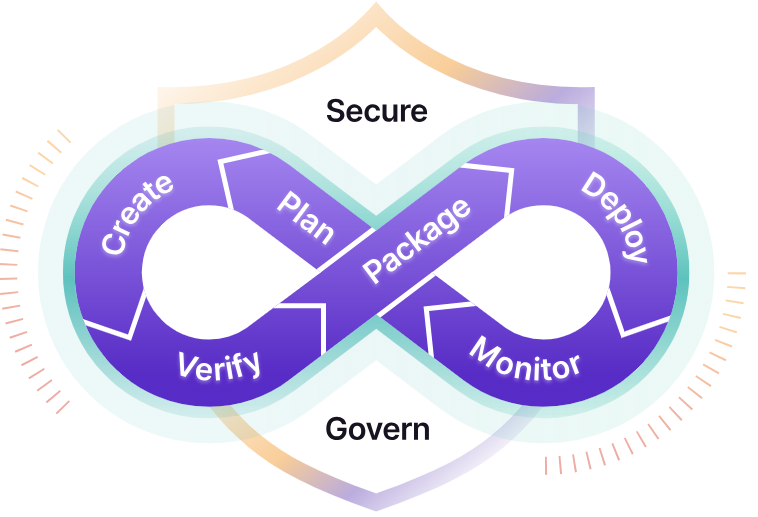 Secure
Create
Plan
Package
Deploy
Verify
Monitor
Govern